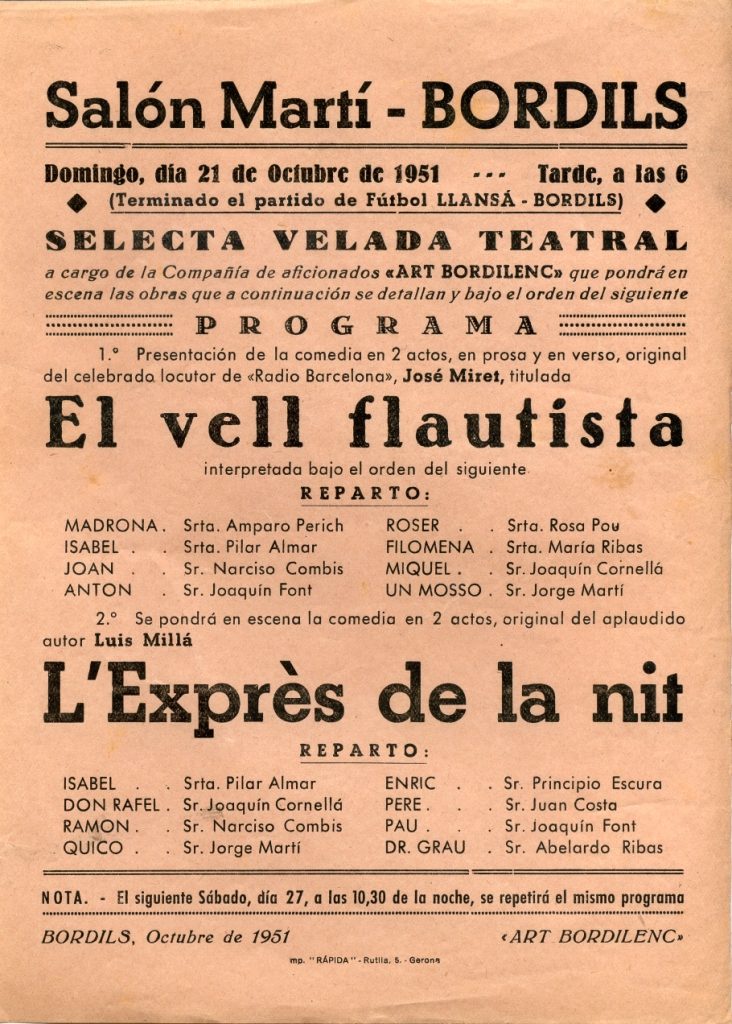 Salón Martí - BORDILS
Domingo, día 21 de Octubre de 1951 --- Tarde, a las 6
(Terminado el partido de Fútbol LLANSÁ - BORDILS)
SELECTA VELADA TEATRAL
a cargo de la Compañía de aficionados «ART BORDILENC» que pondrá en
escena las obras que a continuación se detallan y bajo el orden del siguiente
PROGRAMA
1.º Presentación de la comedia en 2 actos, en prosa y en verso, original
del celebrado locutor de «Radio Barcelona», José Miret, titulada
El vell flautista
interpretada bajo el orden del siguiente
REPARTO:
MADRONA . Srta. Amparo Perich
ISABEL . . Srta. Pilar Almar
JOAN . . Sr. Narciso Combis
ANTON . Sr. Joaquín Font
ROSER . . Srta. Rosa Pou
FILOMENA . Srta. María Ribas
MIQUEL . . Sr. Joaquín Cornellá
UN MOSSO . Sr. Jorge Martí
2.º Se pondrá en escena la comedia en 2 actos, original del aplaudido
autor Luis Millá
L'Exprès de la nit
REPARTO:
ISABEL . . Srta. Pilar Almar
DON RAFEL . Sr. Joaquín Cornellá
RAMON . . Sr. Narciso Combis
QUICO . . Sr. Jorge Martí
ENRIC . . Sr. Principio Escura
PERE . . Sr. Juan Costa
PAU . . Sr. Joaquín Font
DR. GRAU . Sr. Abelardo Ribas
NOTA. - El siguiente Sábado, día 27, a las 10,30 de la noche, se repetirá el mismo programa
BORDILS, Octubre de 1951 «ART BORDILENC»
Imp. "RÁPIDA" - Rutlla, 5. - Gerona